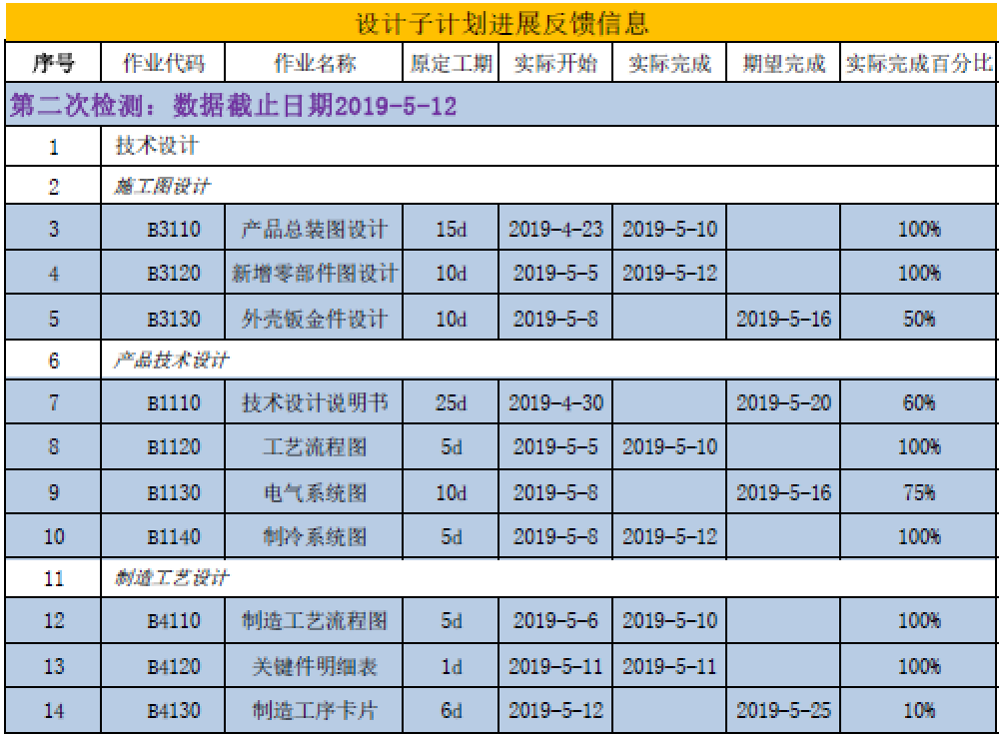 设计子计划进展反馈信息
序号 作业代码 作业名称 原定工期 实际开始 实际完成 期望完成 实际完成百分比
第二次检测：数据截止日期2019-5-12
1 技术设计
2 施工图设计
3 B3110 产品总装图设计 15d 2019-4-23 2019-5-10 100%
4 B3120 新增零部件图设计 10d 2019-5-5 2019-5-12 100%
5 B3130 外壳钣金件设计 10d 2019-5-8 2019-5-16 50%
6 产品技术设计
7 B1110 技术设计说明书 25d 2019-4-30 2019-5-20 60%
8 B1120 工艺流程图 5d 2019-5-5 2019-5-10 100%
9 B1130 电气系统图 10d 2019-5-8 2019-5-16 75%
10 B1140 制冷系统图 5d 2019-5-8 2019-5-12 100%
11 制造工艺设计
12 B4110 制造工艺流程图 5d 2019-5-6 2019-5-10 100%
13 B4120 关键件明细表 1d 2019-5-11 2019-5-11 100%
14 B4130 制造工序卡片 6d 2019-5-12 2019-5-25 10%